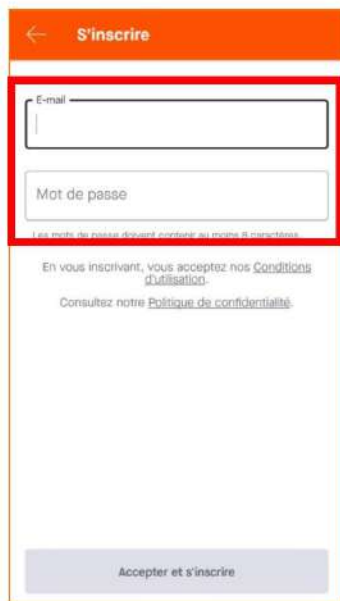 S'inscrire
E-mail
Mot de passe
Les mots de passe doivent contenir au moins 8 caractères.
En vous inscrivant, vous acceptez nos Conditions
d'utilisation.
Consultez notre Politique de confidentialité.
Accepter et s'inscrire